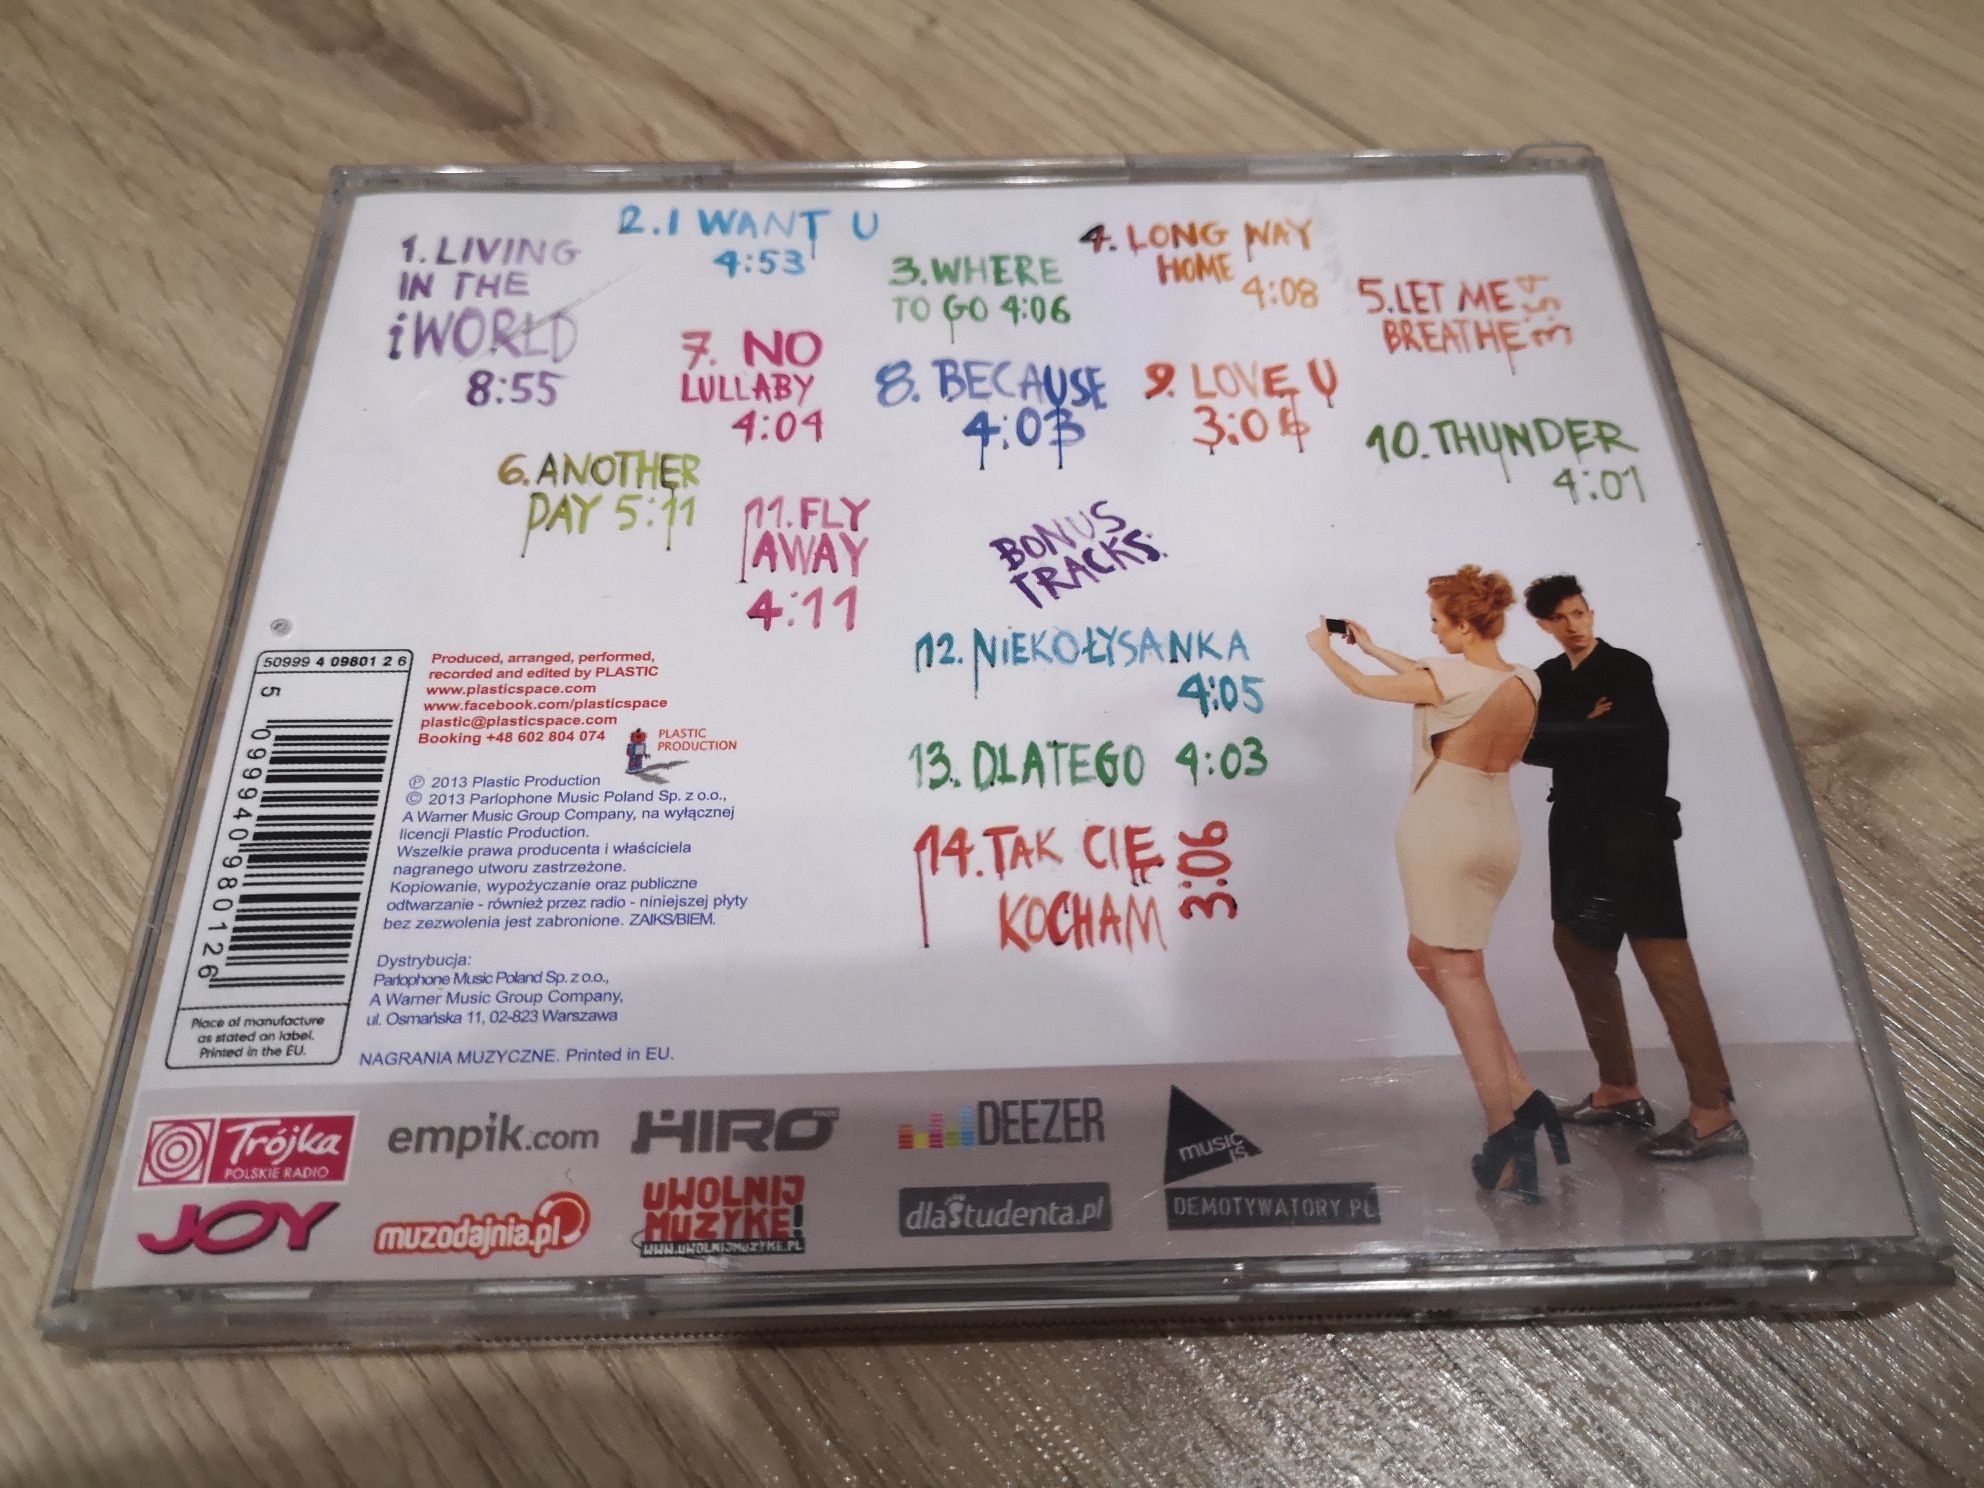 1. LIVING
IN THE
iWORLD
8:55
2. I WANT U
4:53
3. WHERE
TO GO 4:06
4. LONG WAY
HOME
4:08
5. LET ME
BREATHE
3:54
6. ANOTHER
DAY 5:11
7. NO
LULLABY
4:04
8. BECAUSE
4:03
9. LOVE U
3:06
10. THUNDER
4:01
11. FLY
AWAY
4:11
BONUS
TRACKS:
12. NIEKOŁYSANKA
4:05
13. DLATEGO 4:03
14. TAK CIĘ
KOCHAM
3:06
50999 4 09801 2 6
5 099940 980126
Place of manufacture
as stated on label.
Printed in the EU.
Produced, arranged, performed,
recorded and edited by PLASTIC
www.plasticspace.com
www.facebook.com/plasticspace
plastic@plasticspace.com
Booking +48 602 804 074
PLASTIC
PRODUCTION
℗ 2013 Plastic Production
© 2013 Parlophone Music Poland Sp. z o.o.,
A Warner Music Group Company, na wyłącznej
licencji Plastic Production.
Wszelkie prawa producenta i właściciela
nagranego utworu zastrzeżone.
Kopiowanie, wypożyczanie oraz publiczne
odtwarzanie - również przez radio - niniejszej płyty
bez zezwolenia jest zabronione. ZAIKS/BIEM.
Dystrybucja:
Parlophone Music Poland Sp. z o.o.,
A Warner Music Group Company,
ul. Osmańska 11, 02-823 Warszawa
NAGRANIA MUZYCZNE. Printed in EU.
Trójka
POLSKIE RADIO
empik.com
HIRO
DEEZER
music
is
JOY
muzodajnia.pl
uWOLNIJ
MUZYKĘ!
WWW.UWOLNIJMUZYKE.PL
dlaStudenta.pl
DEMOTYWATORY.PL